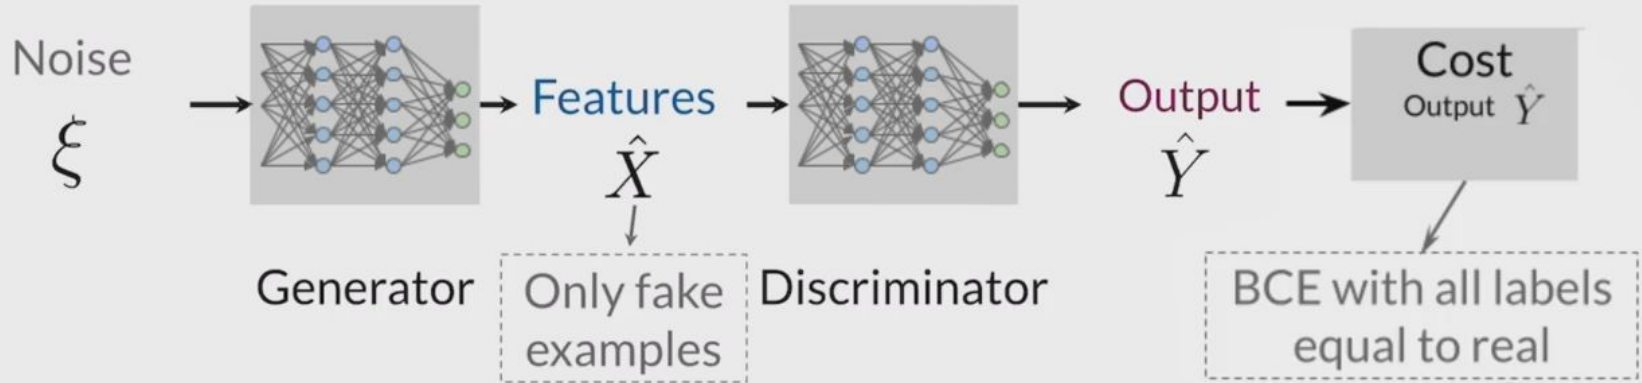 Noise
ξ
Generator
Features
X̂
Only fake
examples
Discriminator
Output
Ŷ
Cost
Output Ŷ
BCE with all labels
equal to real